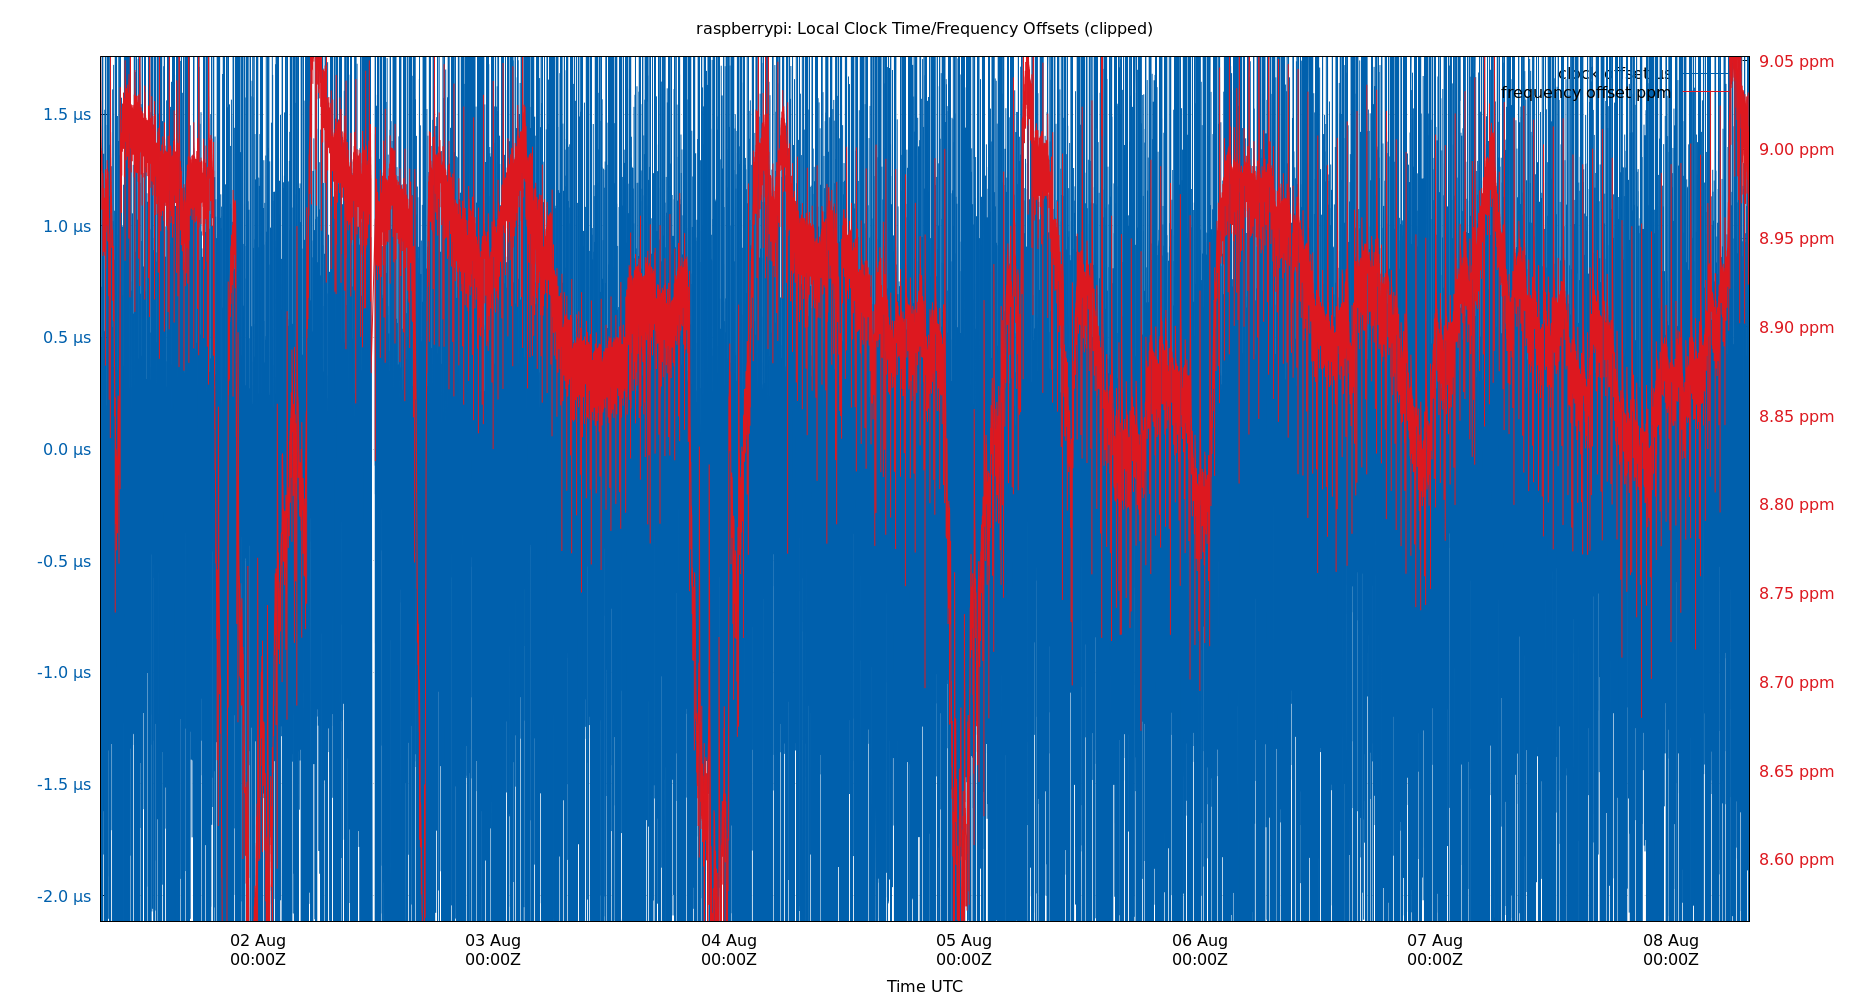 raspberrypi: Local Clock Time/Frequency Offsets (clipped)
clock offset µs
frequency offset ppm
1.5 µs
1.0 µs
0.5 µs
0.0 µs
-0.5 µs
-1.0 µs
-1.5 µs
-2.0 µs
9.05 ppm
9.00 ppm
8.95 ppm
8.90 ppm
8.85 ppm
8.80 ppm
8.75 ppm
8.70 ppm
8.65 ppm
8.60 ppm
02 Aug
00:00Z
03 Aug
00:00Z
04 Aug
00:00Z
05 Aug
00:00Z
06 Aug
00:00Z
07 Aug
00:00Z
08 Aug
00:00Z
Time UTC